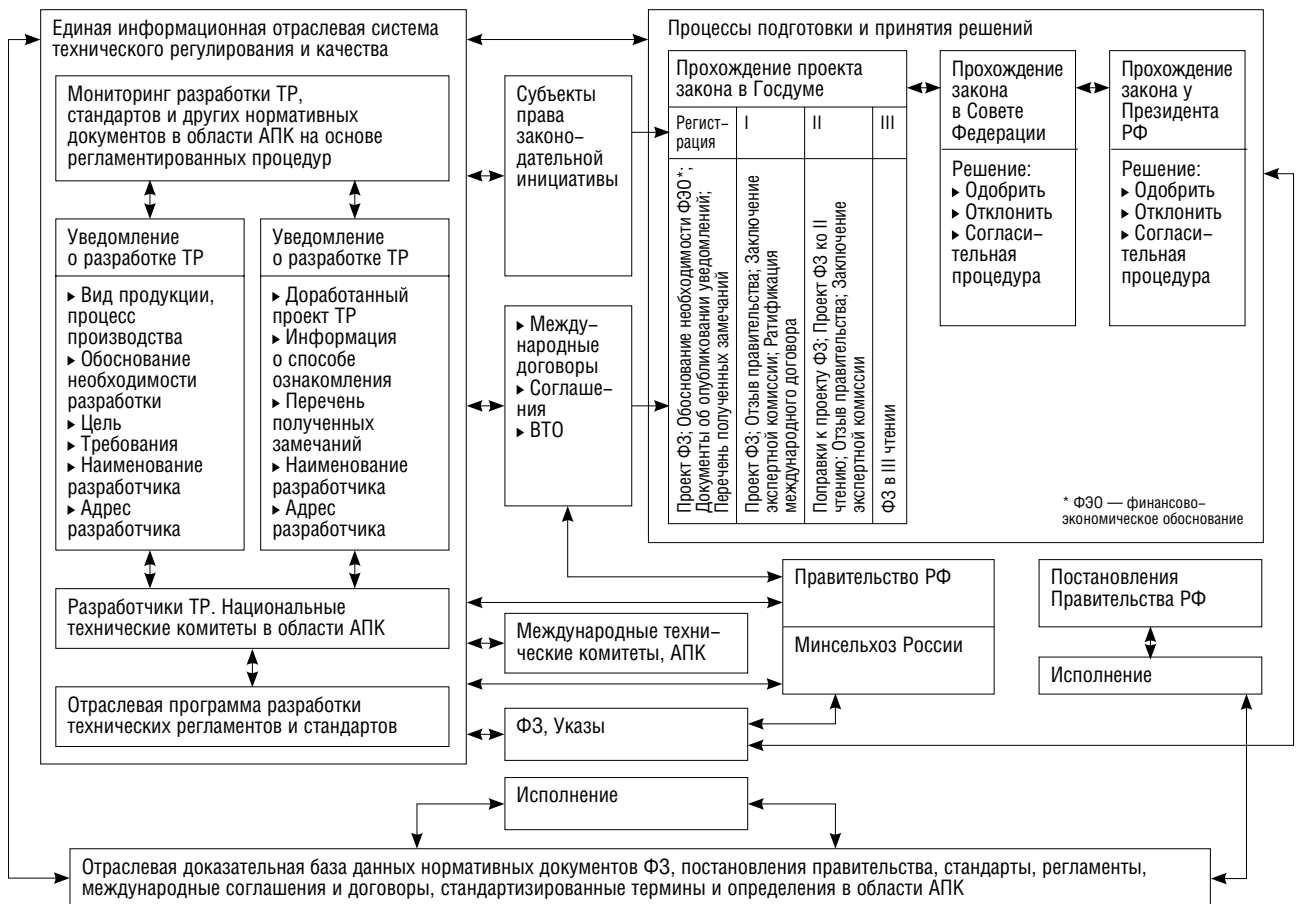 Единая информационная отраслевая система
технического регулирования и качества
Мониторинг разработки ТР,
стандартов и других нормативных
документов в области АПК на основе
регламентированных процедур
Уведомление
о разработке ТР
▸ Вид продукции,
процесс
производства
▸ Обоснование
необходимости
разработки
▸ Цель
▸ Требования
▸ Наименование
разработчика
▸ Адрес
разработчика
Уведомление
о разработке ТР
▸ Доработанный
проект ТР
▸ Информация
о способе
ознакомления
▸ Перечень
полученных
замечаний
▸ Наименование
разработчика
▸ Адрес
разработчика
Разработчики ТР. Национальные
технические комитеты в области АПК
Отраслевая программа разработки
технических регламентов и стандартов
Субъекты
права
зако–
дательной
инициативы
▸ Между–
народные
договоры
▸ Соглаше–
ния
▸ ВТО
Процессы подготовки и принятия решений
Прохождение проекта
закона в Госдуме
Регист–
рация
I
II
III
Проект ФЗ; Обоснование необходимости ФЭО*;
Документы об опубликовании уведомлений;
Перечень полученных замечаний
Проект ФЗ; Отзыв правительства; Заключение
экспертной комиссии; Ратификация
международного договора
Поправки к проекту ФЗ; Проект ФЗ ко II
чтению; Отзыв правительства; Заключение
экспертной комиссии
ФЗ в III чтении
Прохождение
закона
в Совете
Федерации
Решение:
▸ Одобрить
▸ Отклонить
▸ Согласи–
тельная
процедура
Прохождение
закона у
Президента
РФ
Решение:
▸ Одобрить
▸ Отклонить
▸ Согласи–
тельная
процедура
* ФЭО — финансово–
экономическое обоснование
Правительство РФ
Минсельхоз России
Постановления
Правительства РФ
Исполнение
Международные техни–
ческие комитеты, АПК
ФЗ, Указы
Исполнение
Отраслевая доказательная база данных нормативных документов ФЗ, постановления правительства, стандарты, регламенты,
международные соглашения и договоры, стандартизированные термины и определения в области АПК